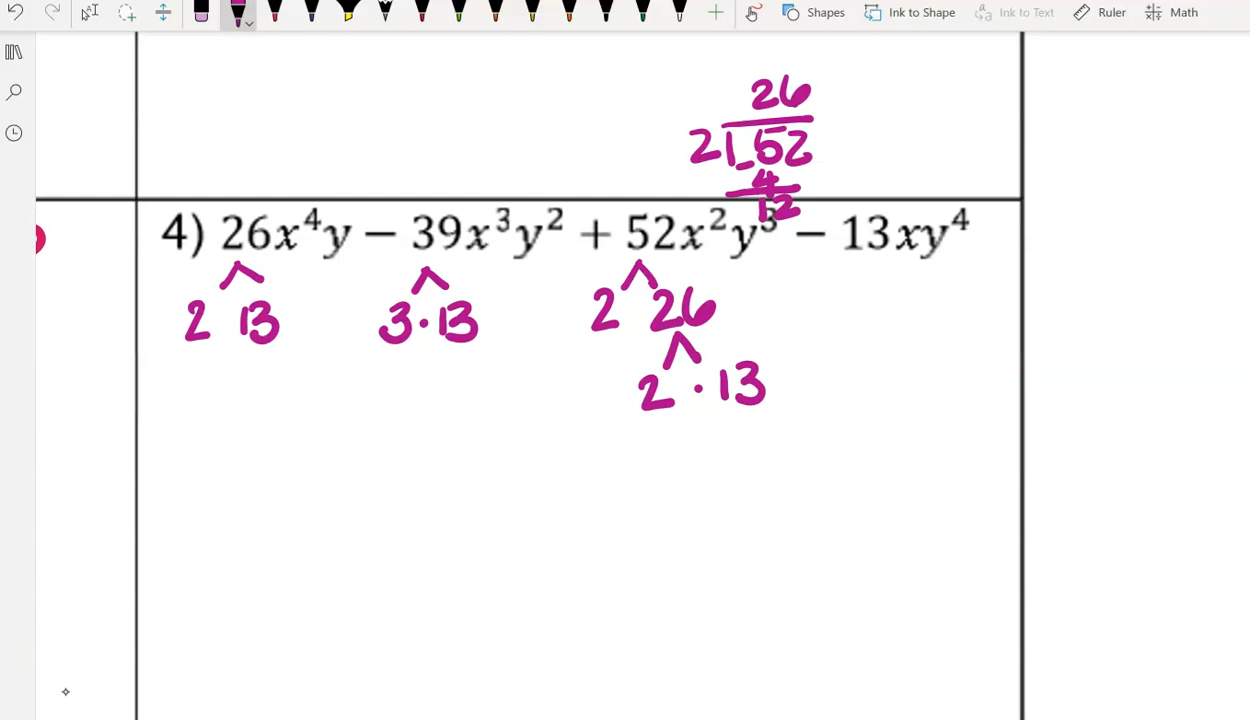 Shapes Ink to Shape Ink to Text Ruler Math
26
2 52
4
12
4) 26x⁴y − 39x³y² + 52x²y³ − 13xy⁴
2 13 3·13 2 26
2 · 13